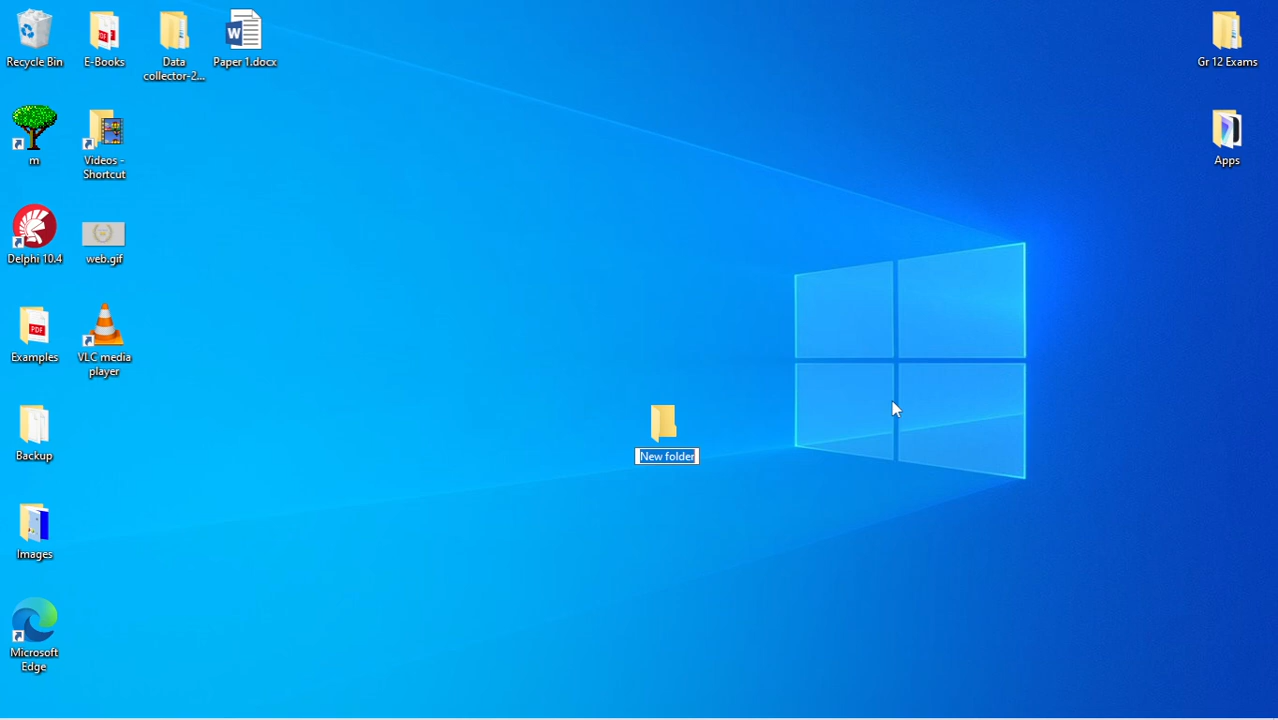 Recycle Bin
E-Books
Data
collector-2...
Paper 1.docx
Gr 12 Exams
m
Videos -
Shortcut
Apps
Delphi 10.4
web.gif
Examples
PDF
VLC media
player
Backup
New folder
Images
Microsoft
Edge